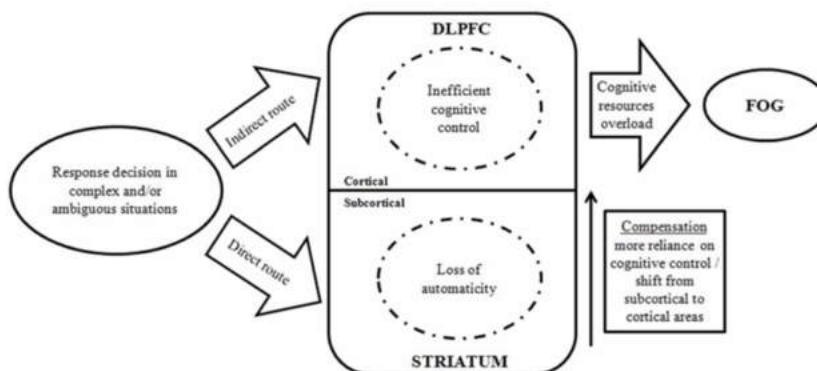 Response decision in
complex and/or
ambiguous situations
Indirect route
Direct route
DLPFC
Inefficient
cognitive
control
Cortical
Subcortical
Loss of
automaticity
STRIATUM
Cognitive
resources
overload
FOG
Compensation
more reliance on
cognitive control /
shift from
subcortical to
cortical areas